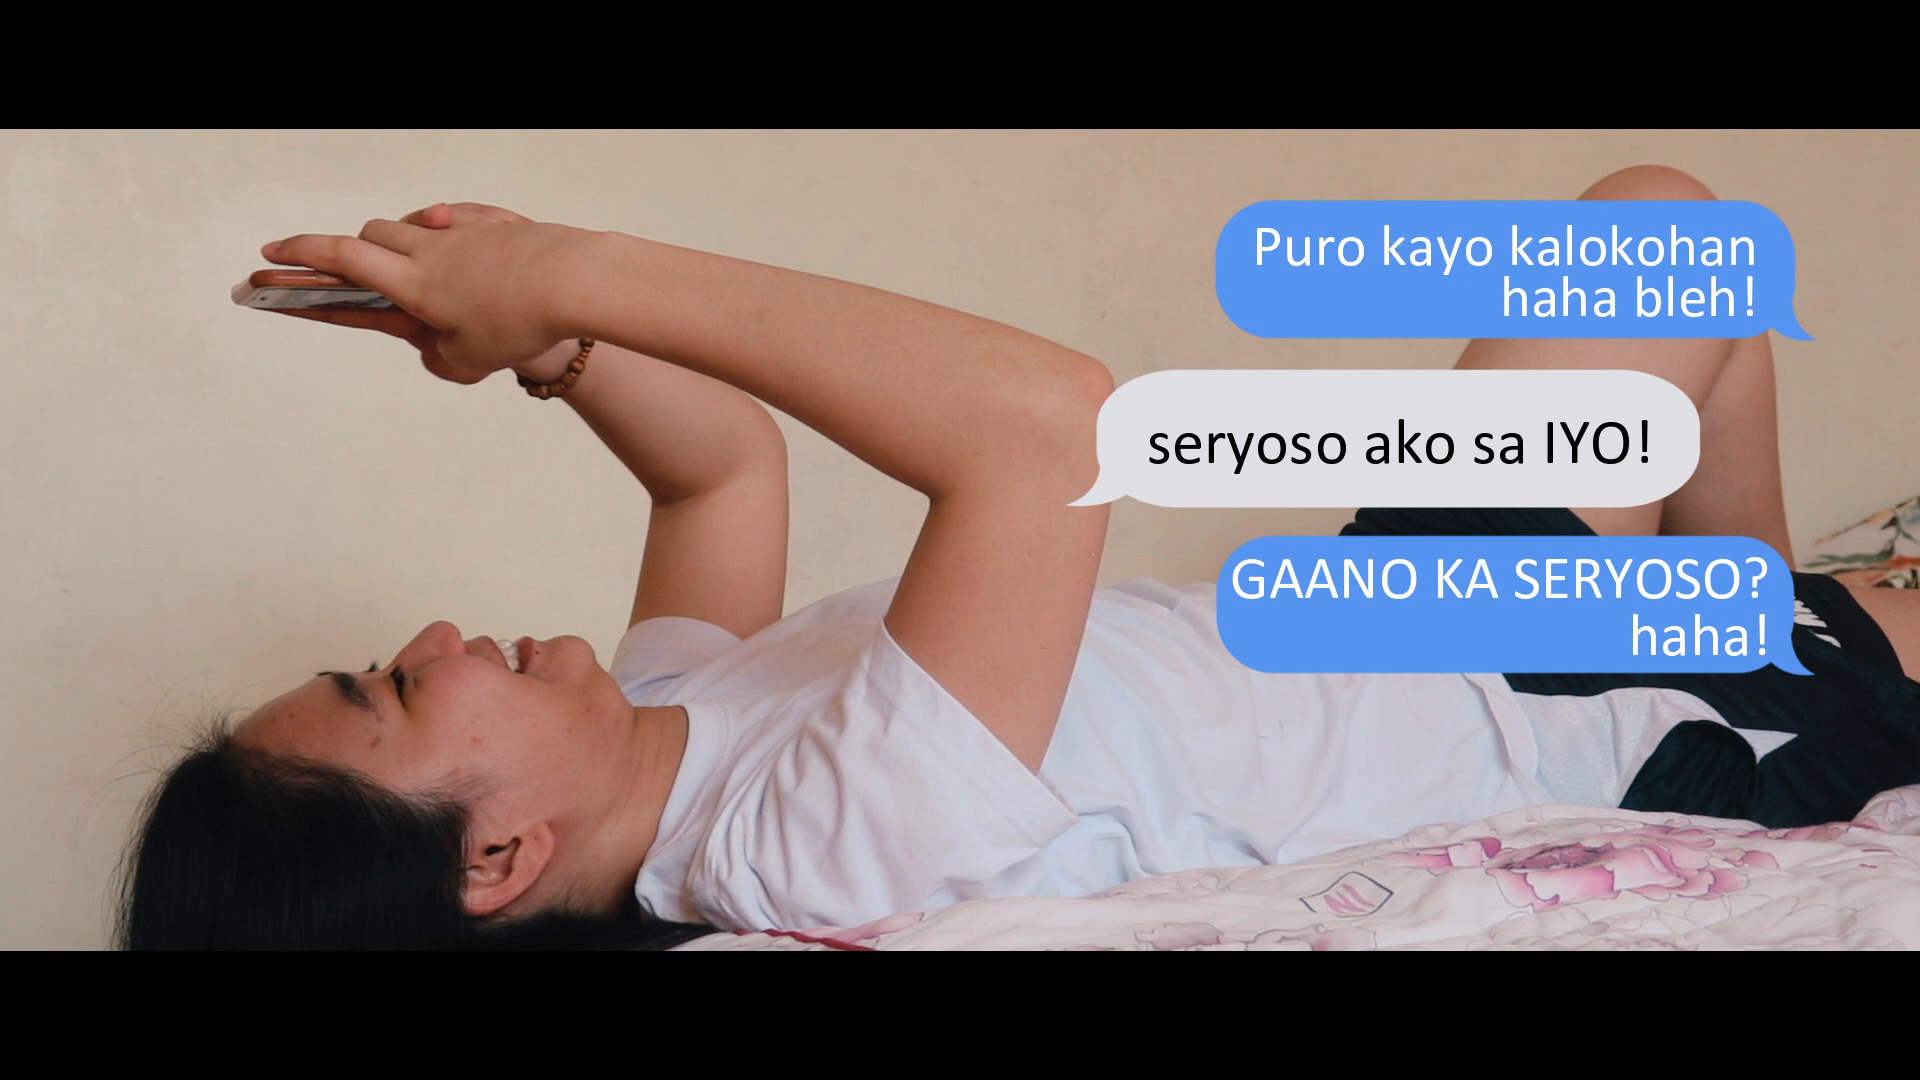 Puro kayo kalokohan
haha bleh!
seryoso ako sa IYO!
GAANO KA SERYOSO?
haha!